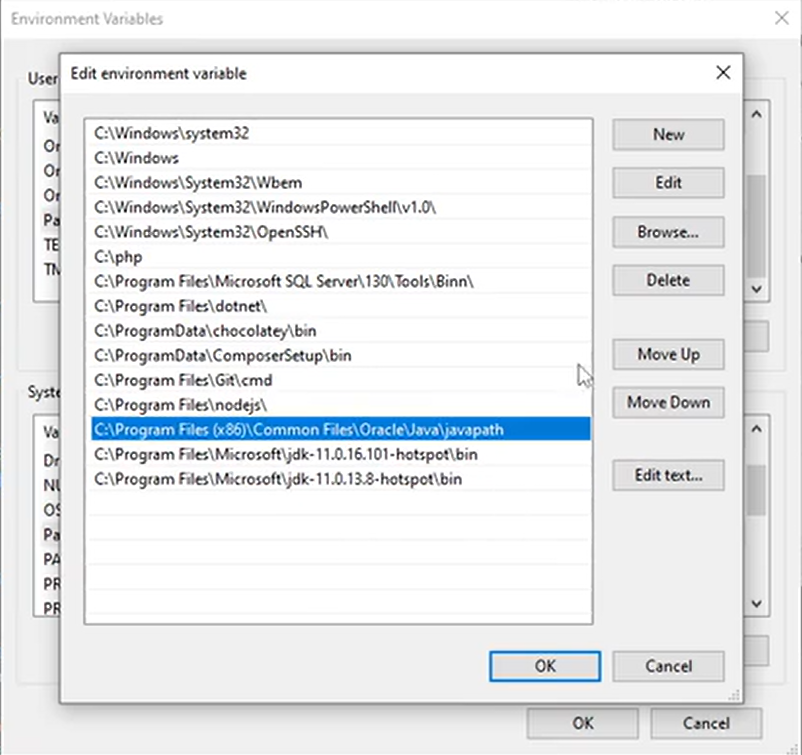 Environment Variables
Edit environment variable
User
Va
Or
Or
Or
Pa
TE
TM
C:\Windows\system32
C:\Windows
C:\Windows\System32\Wbem
C:\Windows\System32\WindowsPowerShell\v1.0\
C:\Windows\System32\OpenSSH\
C:\php
C:\Program Files\Microsoft SQL Server\130\Tools\Binn\
C:\Program Files\dotnet\
C:\ProgramData\chocolatey\bin
C:\ProgramData\ComposerSetup\bin
C:\Program Files\Git\cmd
C:\Program Files\nodejs\
C:\Program Files (x86)\Common Files\Oracle\Java\javapath
C:\Program Files\Microsoft\jdk-11.0.16.101-hotspot\bin
C:\Program Files\Microsoft\jdk-11.0.13.8-hotspot\bin
New
Edit
Browse...
Delete
Move Up
Move Down
Edit text...
Syste
Va
Dr
NU
OS
Pa
PA
PR
PR
OK
Cancel
OK
Cancel